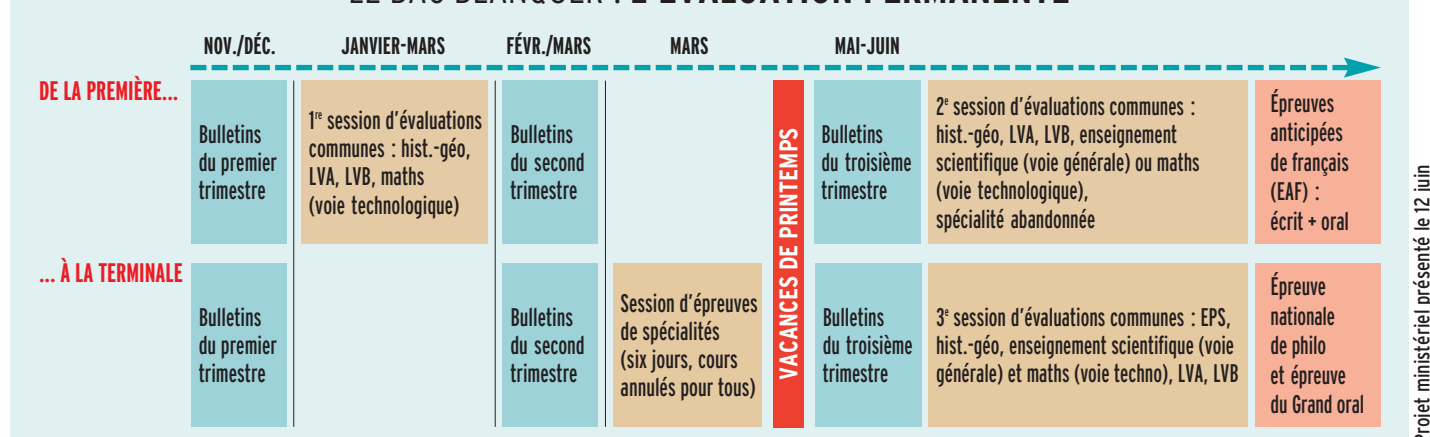 LE BAC BLANQUER : L'ÉVALUATION PERMANENTE
NOV./DÉC.
JANVIER-MARS
FÉVR./MARS
MARS
MAI-JUIN
DE LA PREMIÈRE...
Bulletins
du premier
trimestre
1re session d'évaluations
communes : hist.-géo,
LVA, LVB, maths
(voie technologique)
Bulletins
du second
trimestre
VACANCES DE PRINTEMPS
Bulletins
du troisième
trimestre
2e session d'évaluations communes :
hist.-géo, LVA, LVB, enseignement
scientifique (voie générale) ou maths
(voie technologique),
spécialité abandonnée
Épreuves
anticipées
de français
(EAF) :
écrit + oral
... À LA TERMINALE
Bulletins
du premier
trimestre
Bulletins
du second
trimestre
Session d'épreuves
de spécialités
(six jours, cours
annulés pour tous)
Bulletins
du troisième
trimestre
3e session d'évaluations communes : EPS,
hist.-géo, enseignement scientifique (voie
générale) et maths (voie techno), LVA, LVB
Épreuve
nationale
de philo
et épreuve
du Grand oral
Projet ministériel présenté le 12 juin